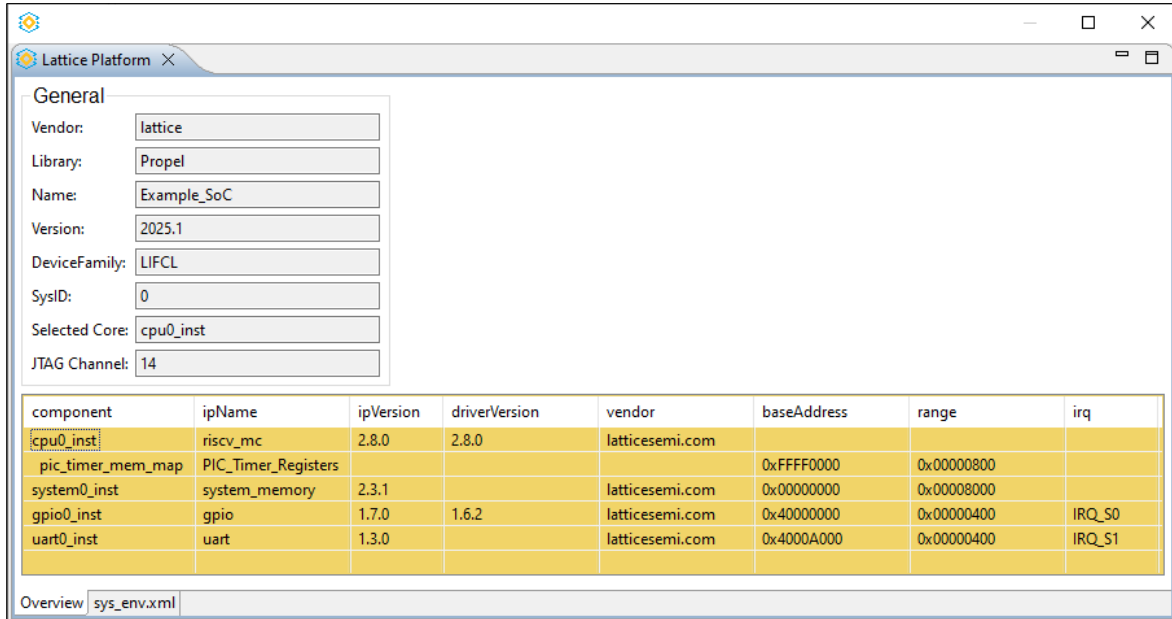 Lattice Platform
General
Vendor: lattice
Library: Propel
Name: Example_SoC
Version: 2025.1
DeviceFamily: LIFCL
SysID: 0
Selected Core: cpu0_inst
JTAG Channel: 14
component ipName ipVersion driverVersion vendor baseAddress range irq
cpu0_inst riscv_mc 2.8.0 2.8.0 latticesemi.com
pic_timer_mem_map PIC_Timer_Registers 0xFFFF0000 0x00000800
system0_inst system_memory 2.3.1 latticesemi.com 0x00000000 0x00008000
gpio0_inst gpio 1.7.0 1.6.2 latticesemi.com 0x40000000 0x00000400 IRQ_S0
uart0_inst uart 1.3.0 latticesemi.com 0x4000A000 0x00000400 IRQ_S1
Overview sys_env.xml